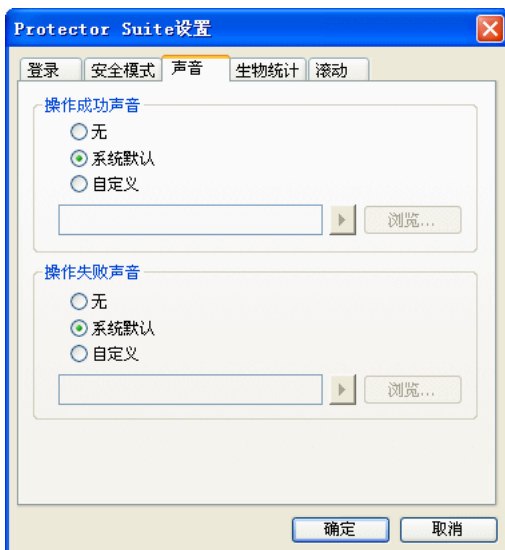 Protector Suite设置
登录 安全模式 声音 生物统计 滚动
操作成功声音
无
系统默认
自定义
浏览...
操作失败声音
无
系统默认
自定义
浏览...
确定 取消